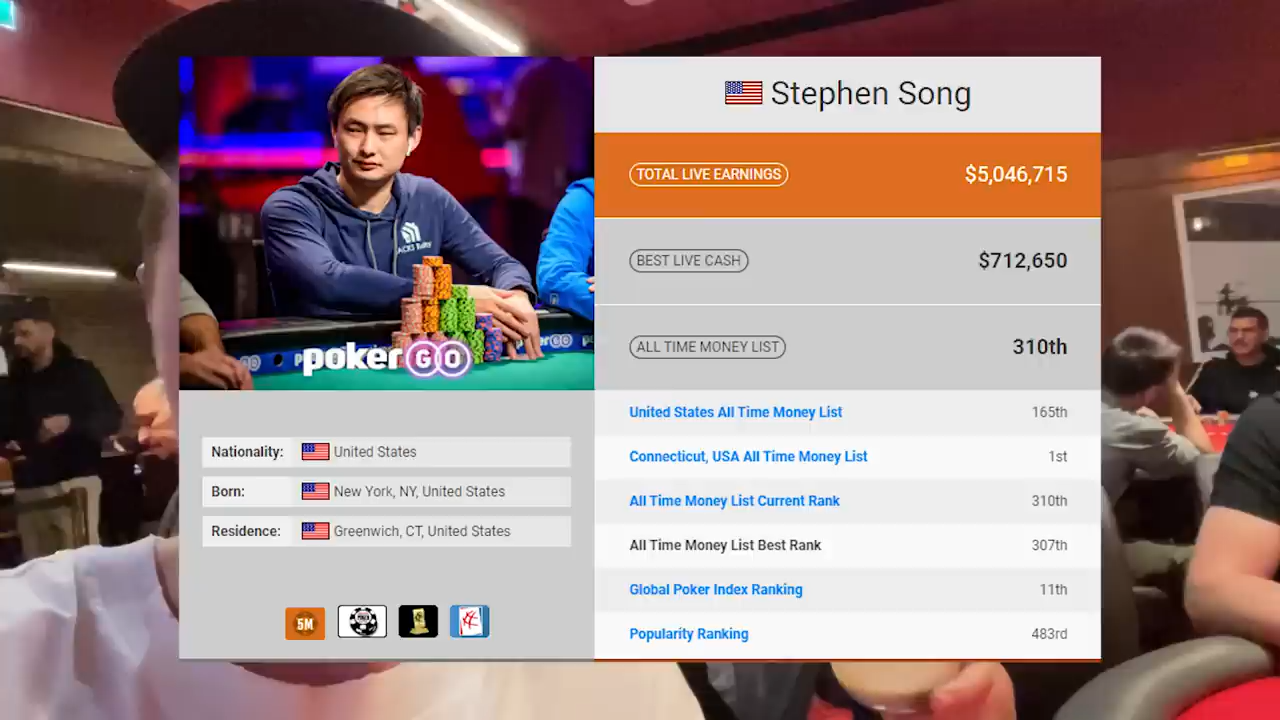 Stephen Song
TOTAL LIVE EARNINGS $5,046,715
BEST LIVE CASH $712,650
ALL TIME MONEY LIST 310th
United States All Time Money List 165th
Connecticut, USA All Time Money List 1st
All Time Money List Current Rank 310th
All Time Money List Best Rank 307th
Global Poker Index Ranking 11th
Popularity Ranking 483rd
pokerGO
Nationality: United States
Born: New York, NY, United States
Residence: Greenwich, CT, United States
5M